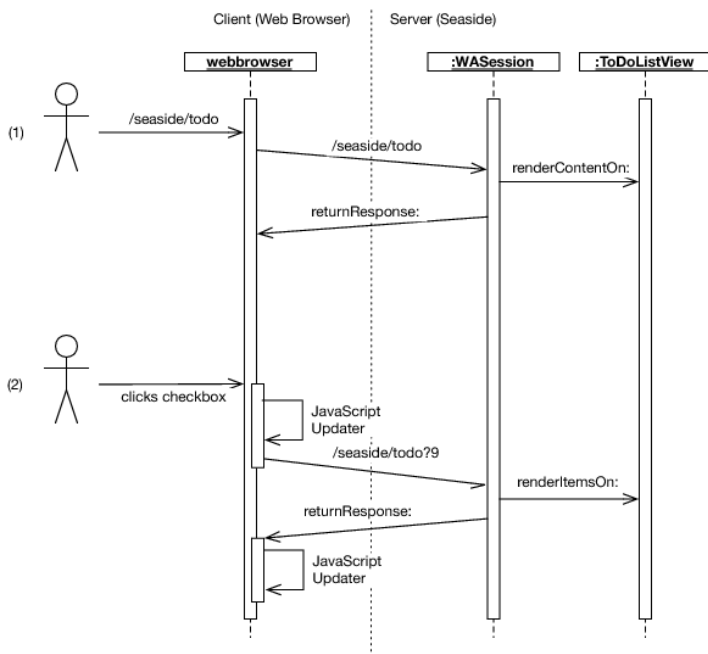 Client (Web Browser)
Server (Seaside)
webbrowser
:WASession
:ToDoListView
(1)
/seaside/todo
/seaside/todo
renderContentOn:
returnResponse:
(2)
clicks checkbox
JavaScript
Updater
/seaside/todo?9
renderItemsOn:
returnResponse:
JavaScript
Updater